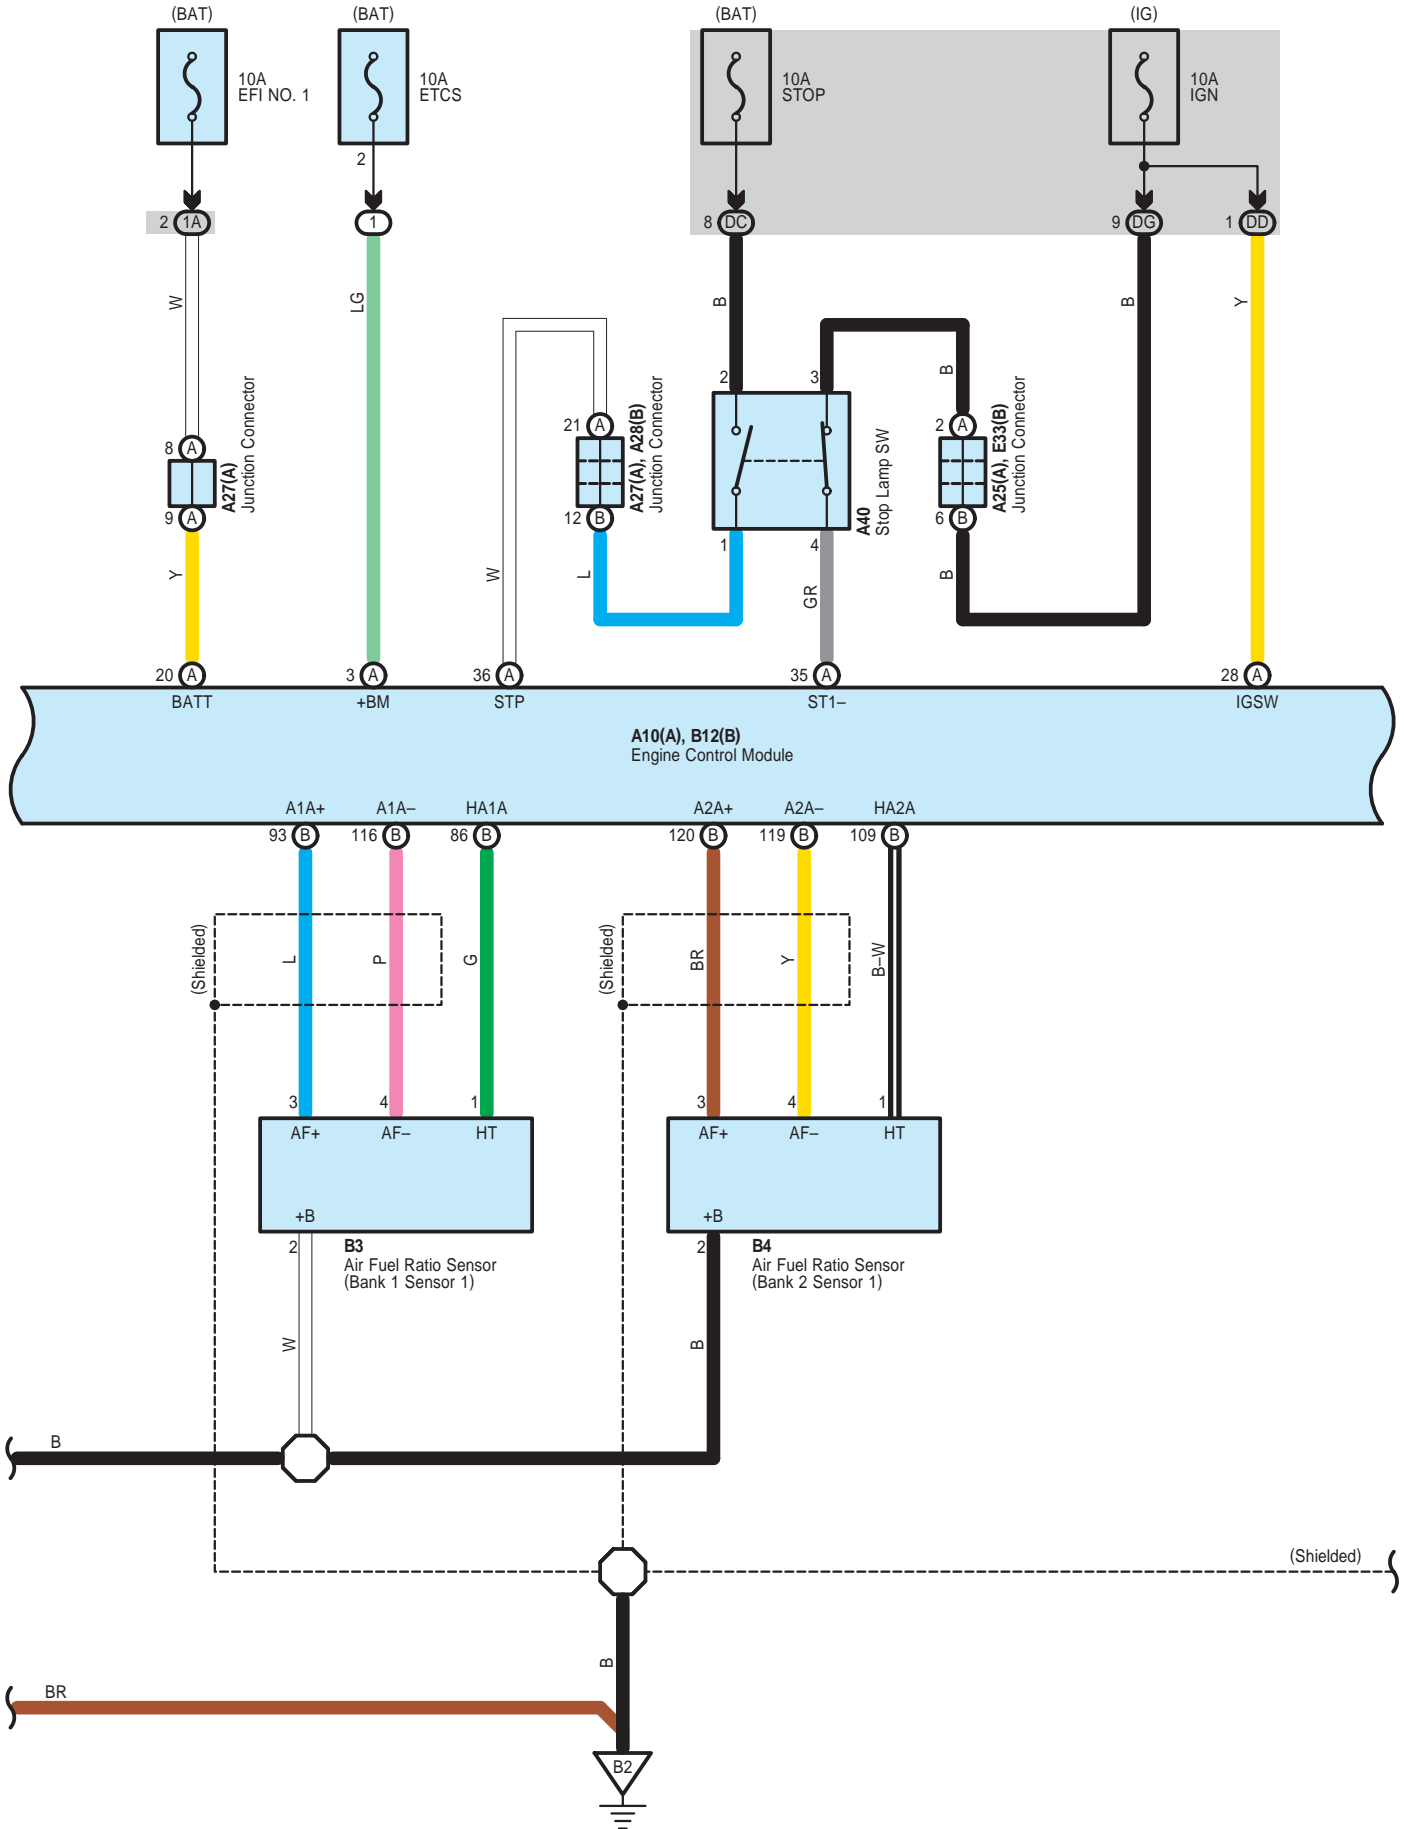 (BAT)
(BAT)
(BAT)
(IG)
10A
EFI NO. 1
10A
ETCS
10A
STOP
10A
IGN
2
2
1A
1
8
DC
9
DG
1
DD
W
LG
B
B
Y
2
3
B
8
A
A27(A)
Junction Connector
9
A
21
A
A27(A), A28(B)
Junction Connector
12
B
A40
Stop Lamp SW
2
A
A25(A), E33(B)
Junction Connector
6
B
1
4
Y
W
L
GR
B
20
A
3
A
36
A
35
A
28
A
BATT
+BM
STP
ST1–
IGSW
A10(A), B12(B)
Engine Control Module
A1A+
A1A–
HA1A
A2A+
A2A–
HA2A
93
B
116
B
86
B
120
B
119
B
109
B
(Shielded)
L
P
G
(Shielded)
BR
Y
B–W
3
4
1
3
4
1
AF+
AF–
HT
AF+
AF–
HT
+B
+B
2
B3
Air Fuel Ratio Sensor
(Bank 1 Sensor 1)
2
B4
Air Fuel Ratio Sensor
(Bank 2 Sensor 1)
W
B
B
(Shielded)
B
BR
B2